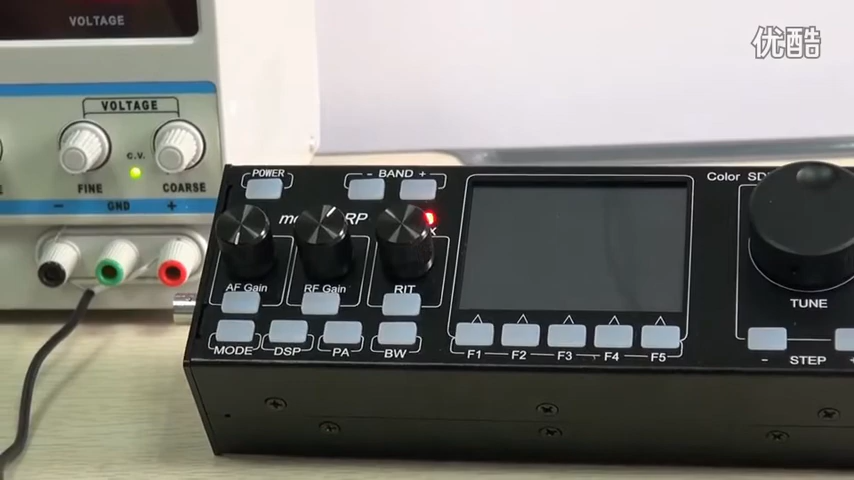 VOLTAGE
优酷
VOLTAGE
C.V.
FINE
COARSE
- GND +
POWER
- BAND +
Color SD
RP
AF Gain
RF Gain
RIT
TUNE
MODE
DSP
PA
BW
F1
F2
F3
F4
F5
- STEP +